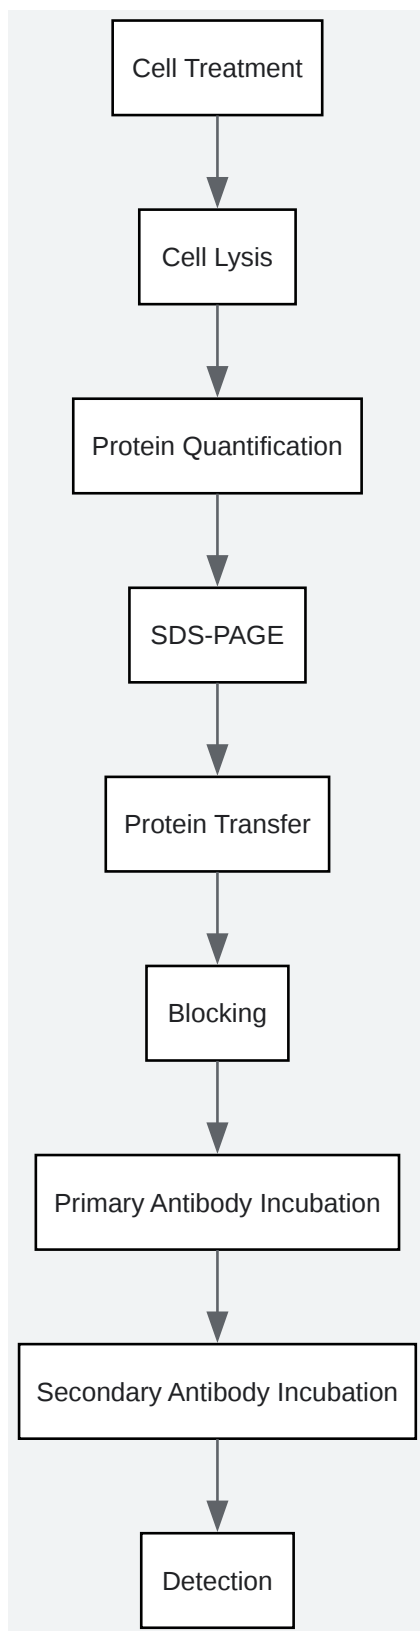 Cell Treatment
Cell Lysis
Protein Quantification
SDS-PAGE
Protein Transfer
Blocking
Primary Antibody Incubation
Secondary Antibody Incubation
Detection